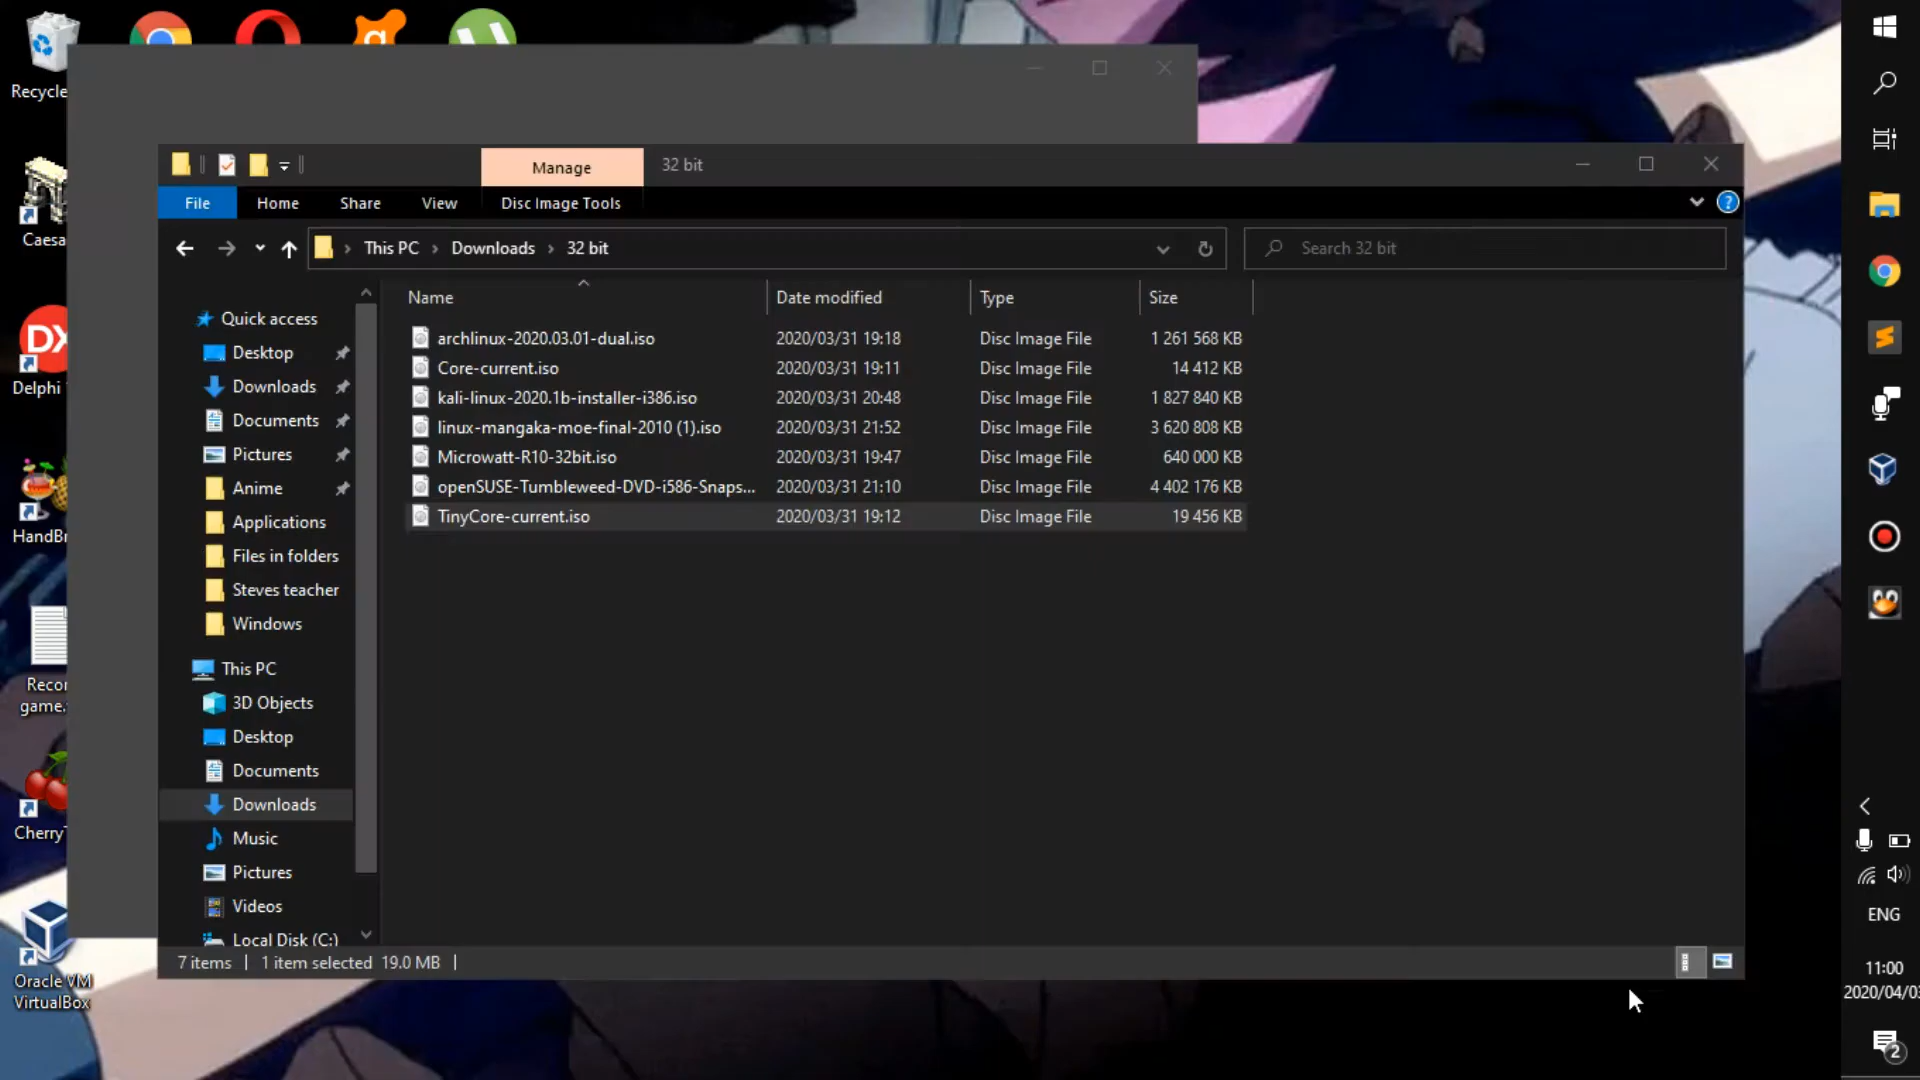 Recycle
Caesa
DX
Delphi
HandBr
Recor
game.
Cherry
Oracle VM
VirtualBox
Manage
32 bit
File
Home
Share
View
Disc Image Tools
?
This PC
Downloads
32 bit
Search 32 bit
Quick access
Desktop
Downloads
Documents
Pictures
Anime
Applications
Files in folders
Steves teacher
Windows
This PC
3D Objects
Desktop
Documents
Downloads
Music
Pictures
Videos
Local Disk (C:)
Name Date modified Type Size
archlinux-2020.03.01-dual.iso 2020/03/31 19:18 Disc Image File 1 261 568 KB
Core-current.iso 2020/03/31 19:11 Disc Image File 14 412 KB
kali-linux-2020.1b-installer-i386.iso 2020/03/31 20:48 Disc Image File 1 827 840 KB
linux-mangaka-moe-final-2010 (1).iso 2020/03/31 21:52 Disc Image File 3 620 808 KB
Microwatt-R10-32bit.iso 2020/03/31 19:47 Disc Image File 640 000 KB
openSUSE-Tumbleweed-DVD-i586-Snaps... 2020/03/31 21:10 Disc Image File 4 402 176 KB
TinyCore-current.iso 2020/03/31 19:12 Disc Image File 19 456 KB
7 items 1 item selected 19.0 MB
ENG
11:00
2020/04/03
2